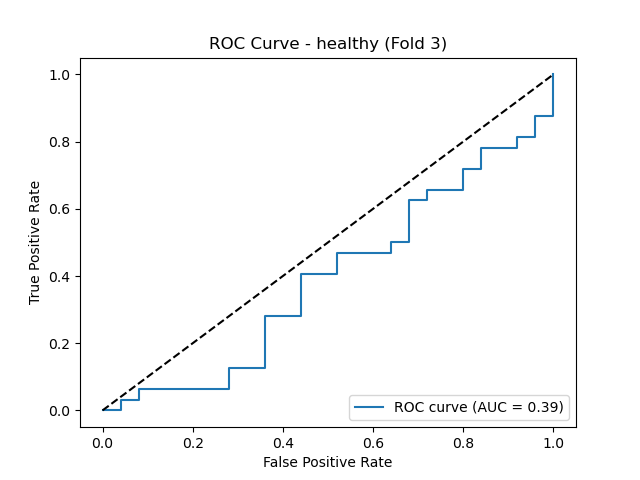 ROC Curve - healthy (Fold 3)
True Positive Rate
1.0
0.8
0.6
0.4
0.2
0.0
ROC curve (AUC = 0.39)
0.0 0.2 0.4 0.6 0.8 1.0
False Positive Rate